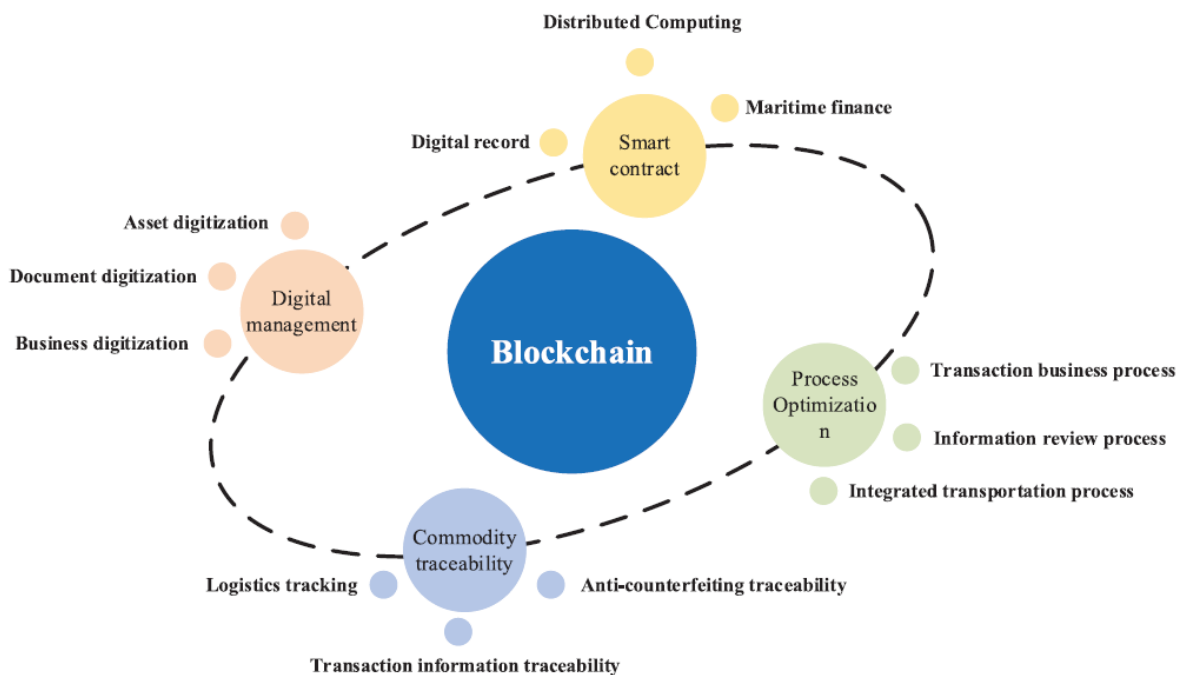 Distributed Computing
Maritime finance
Digital record
Smart
contract
Asset digitization
Document digitization
Business digitization
Digital
management
Blockchain
Process
Optimizatio
n
Transaction business process
Information review process
Integrated transportation process
Commodity
traceability
Logistics tracking
Anti-counterfeiting traceability
Transaction information traceability